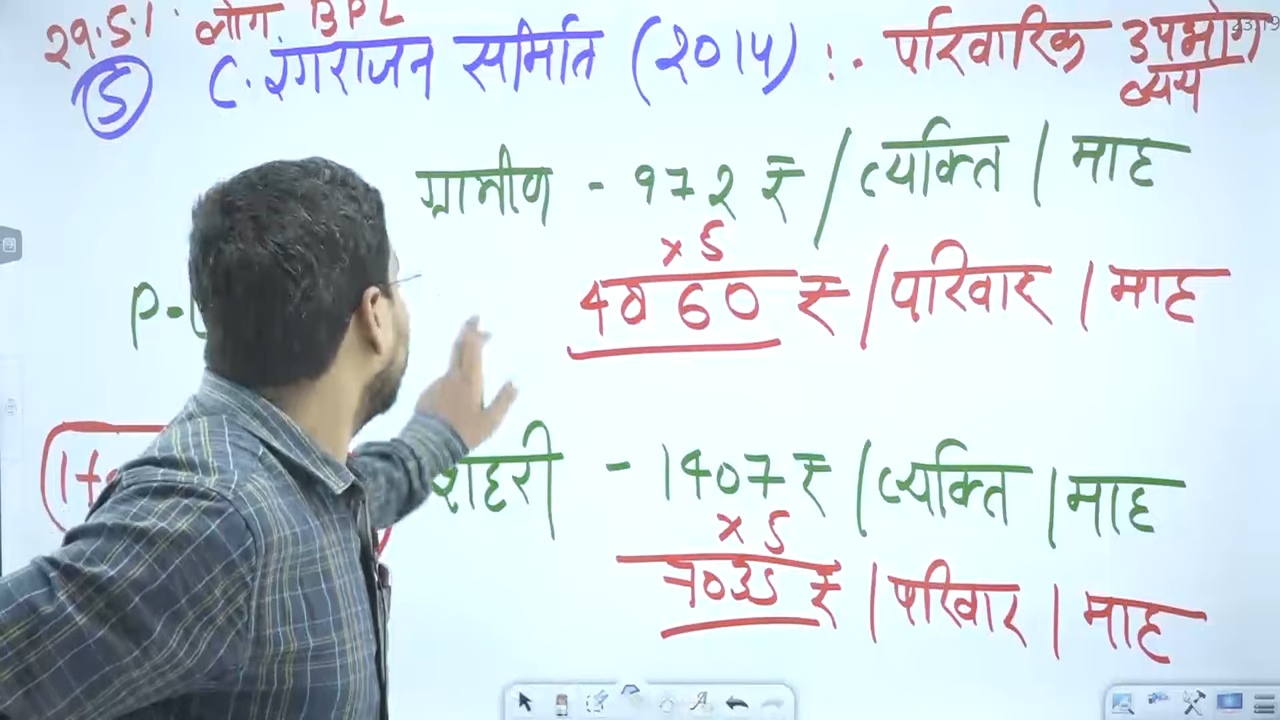 29.5% लोग BPL
⑤ C. रंगराजन समिति (2014) :- परिवारिक उपभोग
व्यय
ग्रामीण - 972 ₹ / व्यक्ति | माह
x 5
4860 ₹ / परिवार | माह
शहरी - 1407 ₹ | व्यक्ति | माह
x 5
7035 ₹ | परिवार | माह